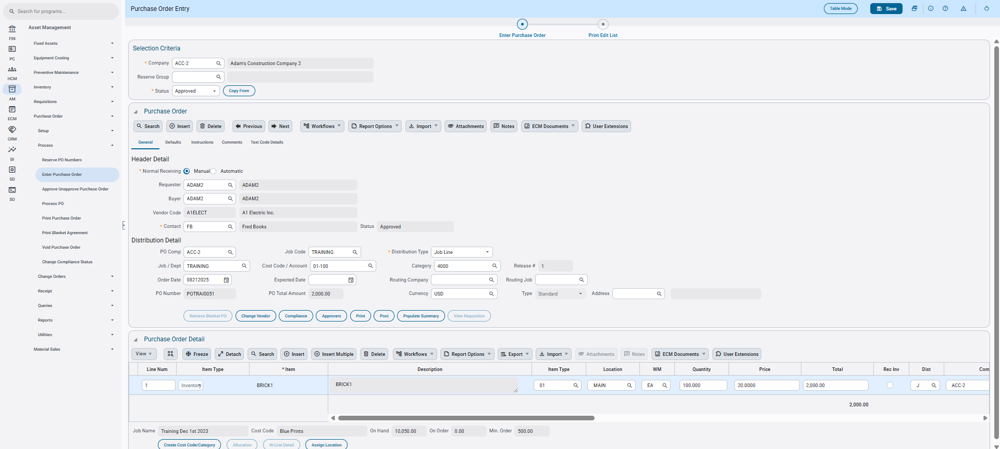 Search for programs...
FIN
PC
HCM
AM
ECM
CRM
BI
SD
SO
Asset Management
Fixed Assets
Equipment Costing
Preventive Maintenance
Inventory
Requisitions
Purchase Order
Setup
Process
Reserve PO Numbers
Enter Purchase Order
Approve Unapprove Purchase Order
Process PO
Print Purchase Order
Print Blanket Agreement
Void Purchase Order
Change Compliance Status
Change Orders
Receipt
Queries
Reports
Utilities
Material Sales
Purchase Order Entry
Table Mode Save
Enter Purchase Order Print Edit List
Selection Criteria
* Company ACC-2 Adam's Construction Company 2
Reserve Group
* Status Approved Copy From
Purchase Order
Search Insert Delete Previous Next Workflows Report Options Import Attachments Notes ECM Documents User Extensions
General Defaults Instructions Comments Text Code Details
Header Detail
* Normal Receiving Manual Automatic
Requester ADAM2 ADAM2
Buyer ADAM2 ADAM2
Vendor Code A1ELECT A1 Electric Inc.
* Contact FB Fred Books Status Approved
Distribution Detail
PO Comp ACC-2 Job Code TRAINING * Distribution Type Job Line
Job / Dept TRAINING Cost Code / Account 01-100 Category 4000 Release # 1
Order Date 08212025 Expected Date Routing Company Routing Job
PO Number POTRAI0051 PO Total Amount 2,000.00 Currency USD Type Standard Address
Retrieve Blanket PO Change Vendor Compliance Approvers Print Post Populate Summary View Requisition
Purchase Order Detail
View Freeze Detach Search Insert Insert Multiple Delete Workflows Report Options Export Import Attachments Notes ECM Documents User Extensions
Line Num Item Type * Item Description Item Type Location WM Quantity Price Total Rec Inv Dist Com
1 Inventory BRICK1 BRICK1 01 MAIN EA 100.000 20.0000 2,000.00 J ACC-2
2,000.00
Job Name Training Dec 1st 2023 Cost Code Blue Prints On Hand 10,050.00 On Order 0.00 Min. Order 500.00
Create Cost Code/Category Allocation W-Line Detail Assign Location